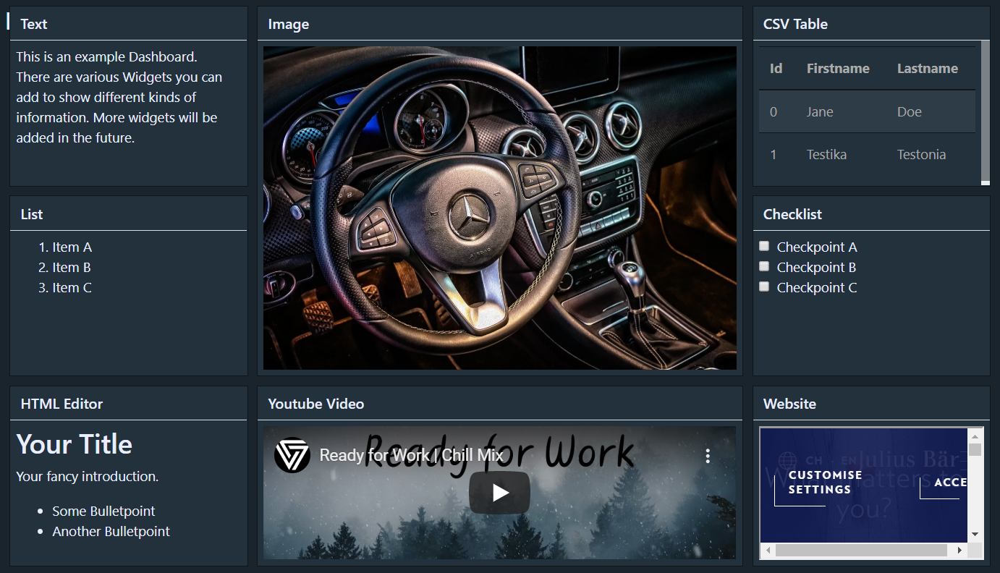 Text
This is an example Dashboard.
There are various Widgets you can
add to show different kinds of
information. More widgets will be
added in the future.
Image
AIRBAG
CSV Table
Id Firstname Lastname
0 Jane Doe
1 Testika Testonia
List
1. Item A
2. Item B
3. Item C
Checklist
Checkpoint A
Checkpoint B
Checkpoint C
HTML Editor
Your Title
Your fancy introduction.
• Some Bulletpoint
• Another Bulletpoint
Youtube Video
Ready for Work
Ready for Work | Chill Mix
Website
CH - EN Julius Bär
What matters to
you?
CUSTOMISE
SETTINGS
ACCE